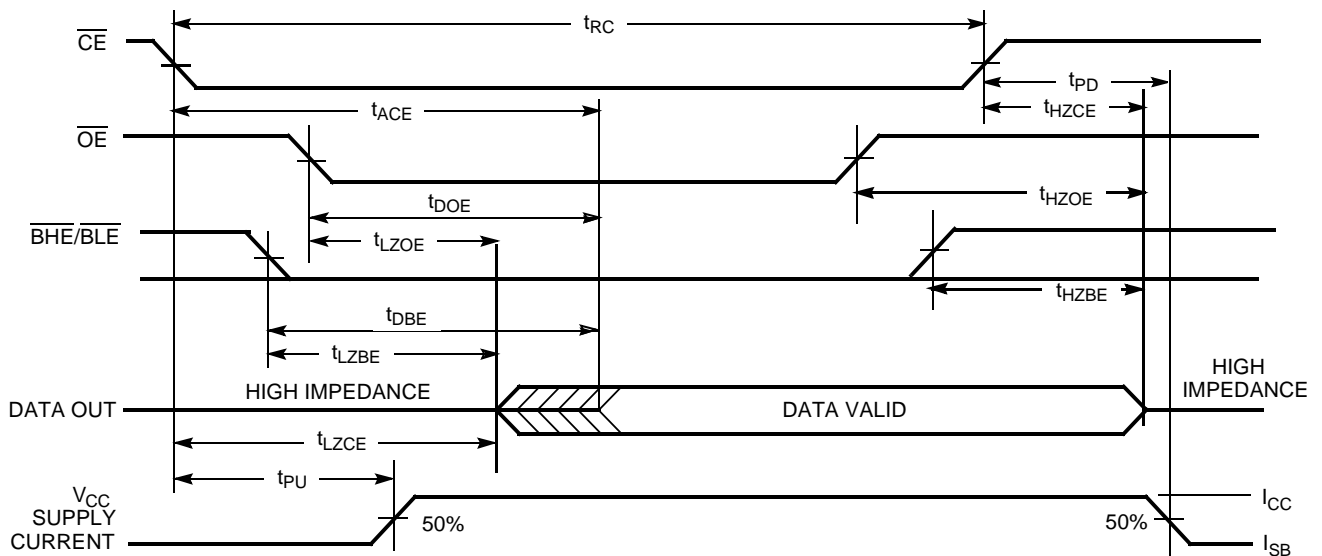 tRC
CE
tPD
tACE
tHZCE
OE
tDOE
tHZOE
BHE/BLE
tLZOE
tHZBE
tDBE
tLZBE
HIGH IMPEDANCE
HIGH
IMPEDANCE
DATA OUT
DATA VALID
tLZCE
tPU
VCC
SUPPLY
CURRENT
50%
50%
ICC
ISB